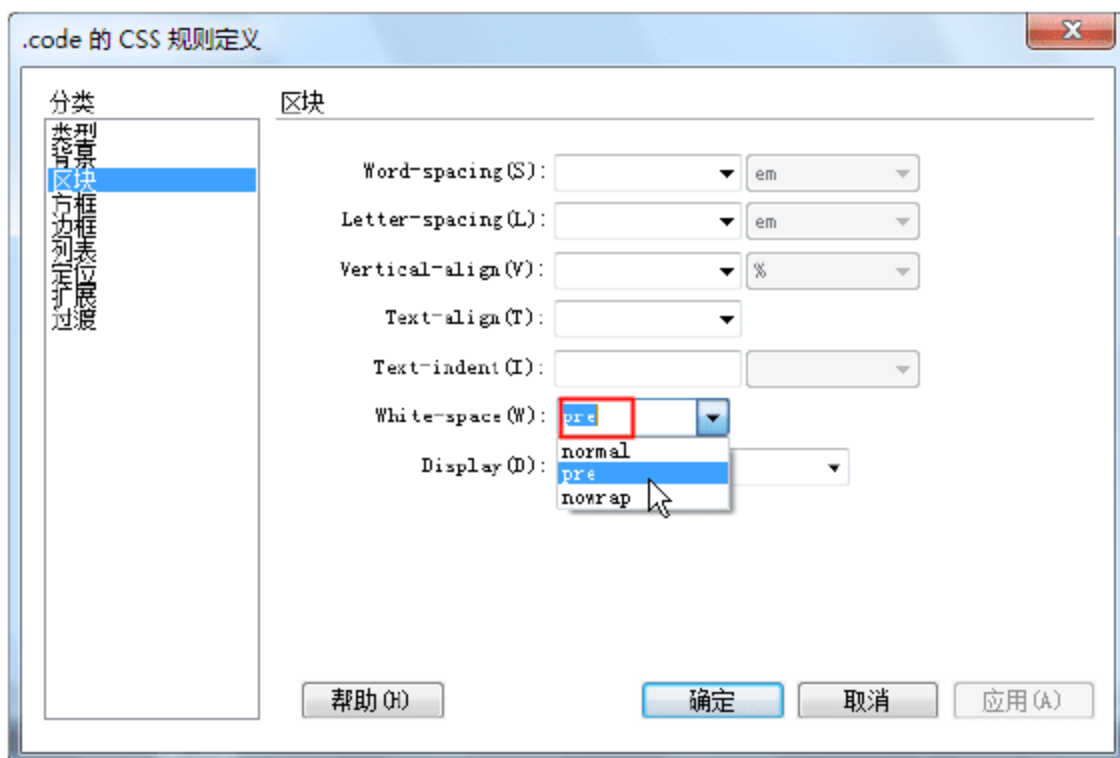 .code 的 CSS 规则定义
分类
类型
背景
区块
方框
边框
列表
定位
扩展
过渡
区块
Word-spacing(S): em
Letter-spacing(L): em
Vertical-align(V): %
Text-align(T):
Text-indent(I):
White-space(W): pre
normal
Display(D):
pre
nowrap
帮助(H) 确定 取消 应用(A)